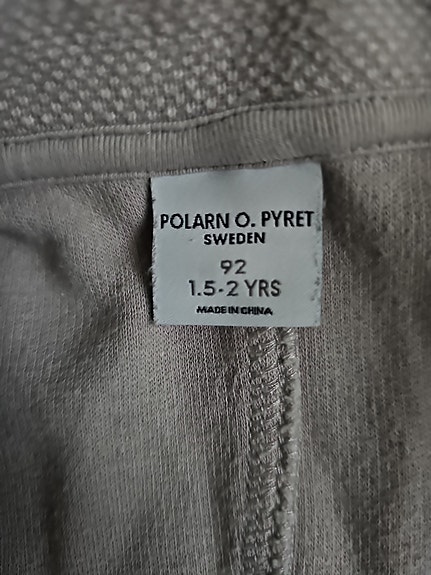 POLARN O. PYRET
SWEDEN
92
1.5-2 YRS
MADE IN CHINA